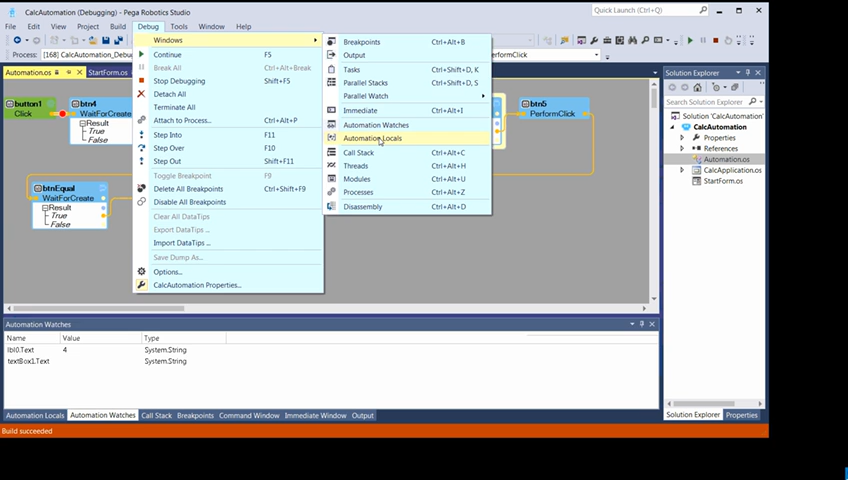 CalcAutomation (Debugging) - Pega Robotics Studio
Quick Launch (Ctrl+Q)
File Edit View Project Build Debug Tools Window Help
Process: [168] CalcAutomation_Debu
erformClick
Automation.os
StartForm.os
button1
Click
btn4
WaitForCreate
Result
True
False
btn5
PerformClick
btnEqual
WaitForCreate
Result
True
False
Windows
Continue F5
Break All Ctrl+Alt+Break
Stop Debugging Shift+F5
Detach All
Terminate All
Attach to Process... Ctrl+Alt+P
Step Into F11
Step Over F10
Step Out Shift+F11
Toggle Breakpoint F9
Delete All Breakpoints Ctrl+Shift+F9
Disable All Breakpoints
Clear All DataTips
Export DataTips ...
Import DataTips ...
Save Dump As...
Options...
CalcAutomation Properties...
Breakpoints Ctrl+Alt+B
Output
Tasks Ctrl+Shift+D, K
Parallel Stacks Ctrl+Shift+D, S
Parallel Watch
Immediate Ctrl+Alt+I
Automation Watches
Automation Locals
Call Stack Ctrl+Alt+C
Threads Ctrl+Alt+H
Modules Ctrl+Alt+U
Processes Ctrl+Alt+Z
Disassembly Ctrl+Alt+D
Solution Explorer
Search Solution Explorer (
Solution 'CalcAutomation' (
CalcAutomation
Properties
References
Automation.os
CalcApplication.os
StartForm.os
Solution Explorer Properties
Automation Watches
Name Value Type
lbl0.Text 4 System.String
textBox1.Text System.String
Automation Locals Automation Watches Call Stack Breakpoints Command Window Immediate Window Output
Build succeeded